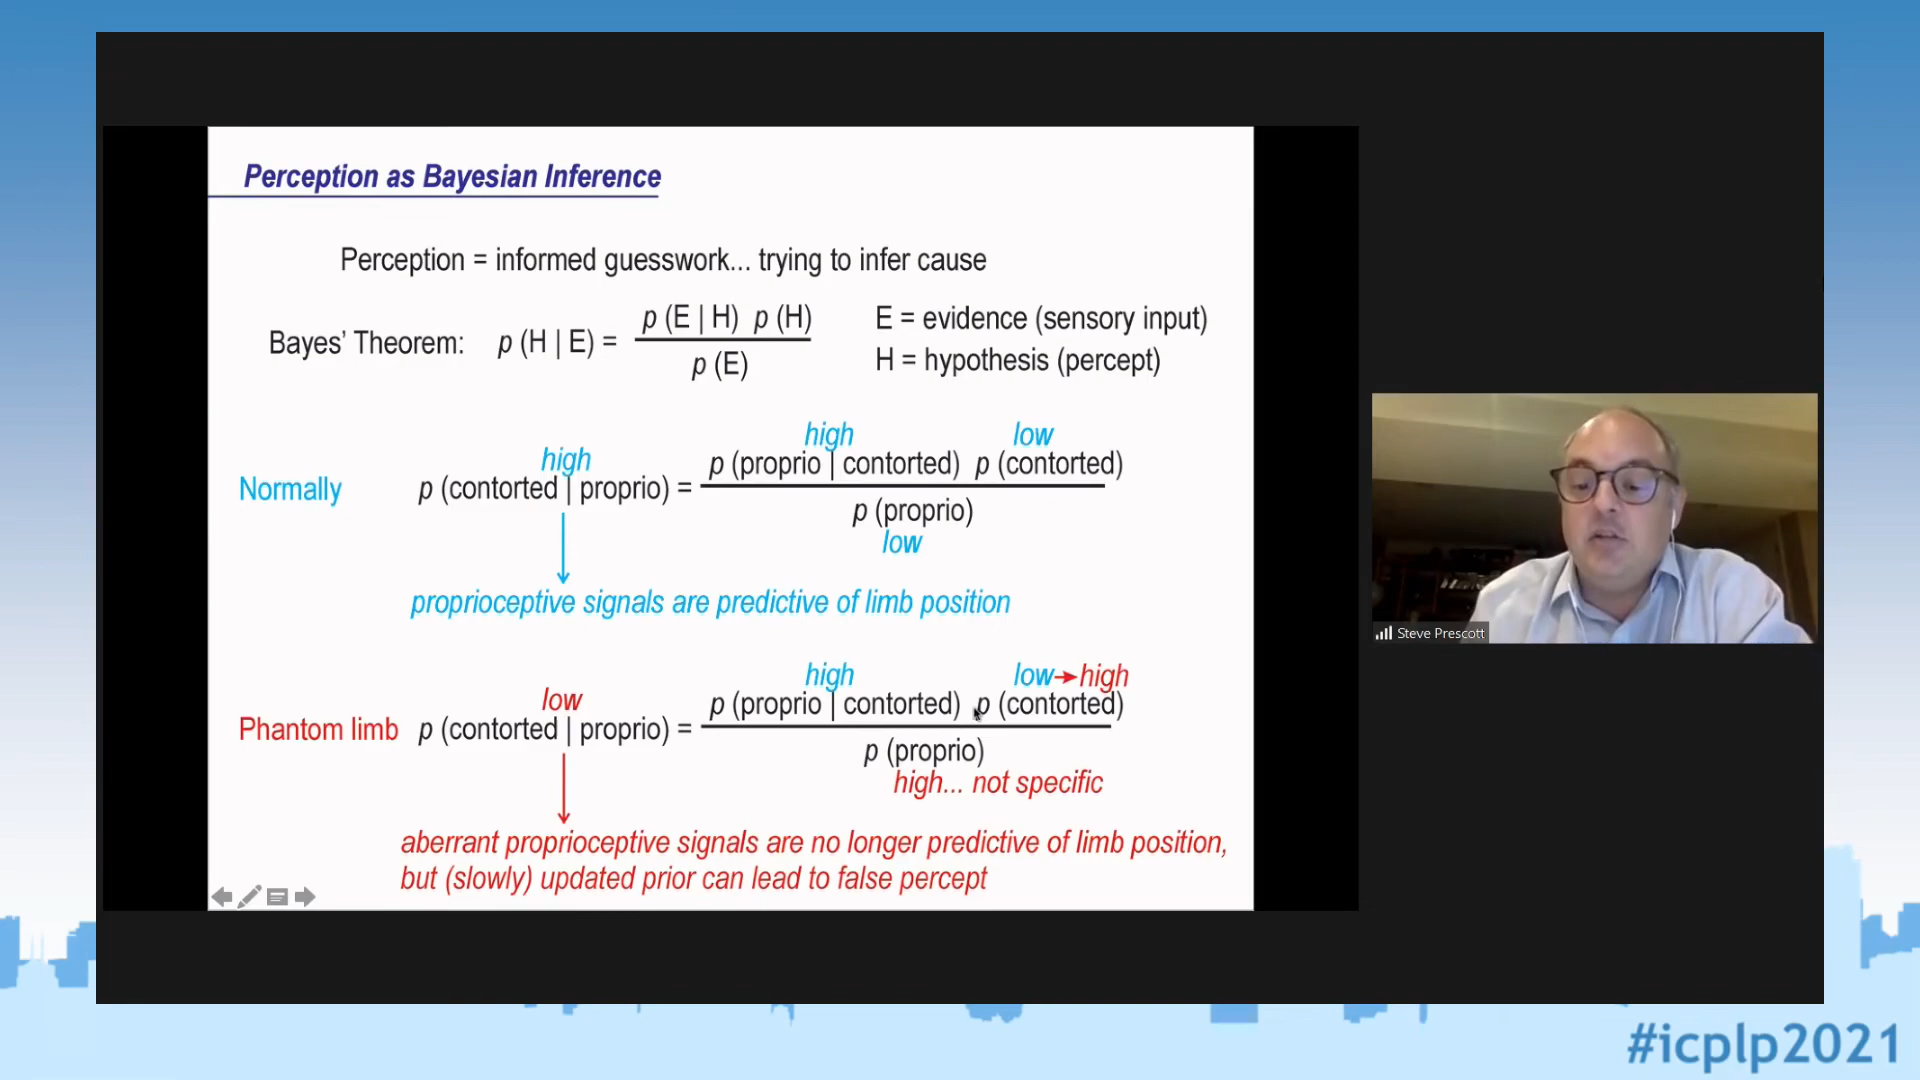 Perception as Bayesian Inference
Perception = informed guesswork... trying to infer cause
Bayes' Theorem: p (H | E) = p (E | H) p (H)
p (E)
E = evidence (sensory input)
H = hypothesis (percept)
high
high low
Normally p (contorted | proprio) = p (proprio | contorted) p (contorted)
p (proprio)
low
proprioceptive signals are predictive of limb position
low
high low→high
Phantom limb p (contorted | proprio) = p (proprio | contorted) p (contorted)
p (proprio)
high... not specific
aberrant proprioceptive signals are no longer predictive of limb position,
but (slowly) updated prior can lead to false percept
Steve Prescott
#icplp2021